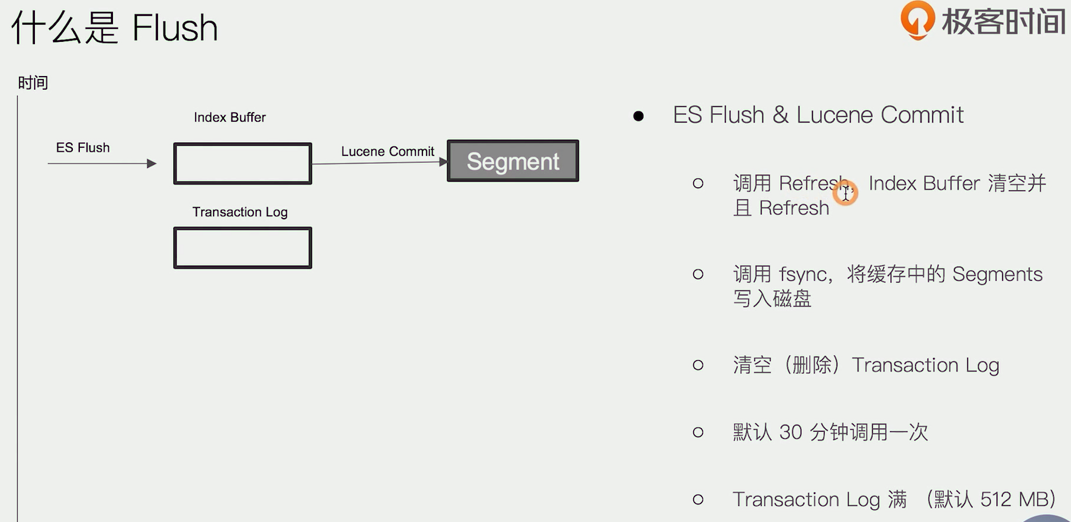 什么是 Flush
极客时间
时间
Index Buffer
ES Flush
Lucene Commit
Segment
Transaction Log
ES Flush & Lucene Commit
调用 Refresh, Index Buffer 清空并
且 Refresh
调用 fsync，将缓存中的 Segments
写入磁盘
清空（删除）Transaction Log
默认 30 分钟调用一次
Transaction Log 满 （默认 512 MB）